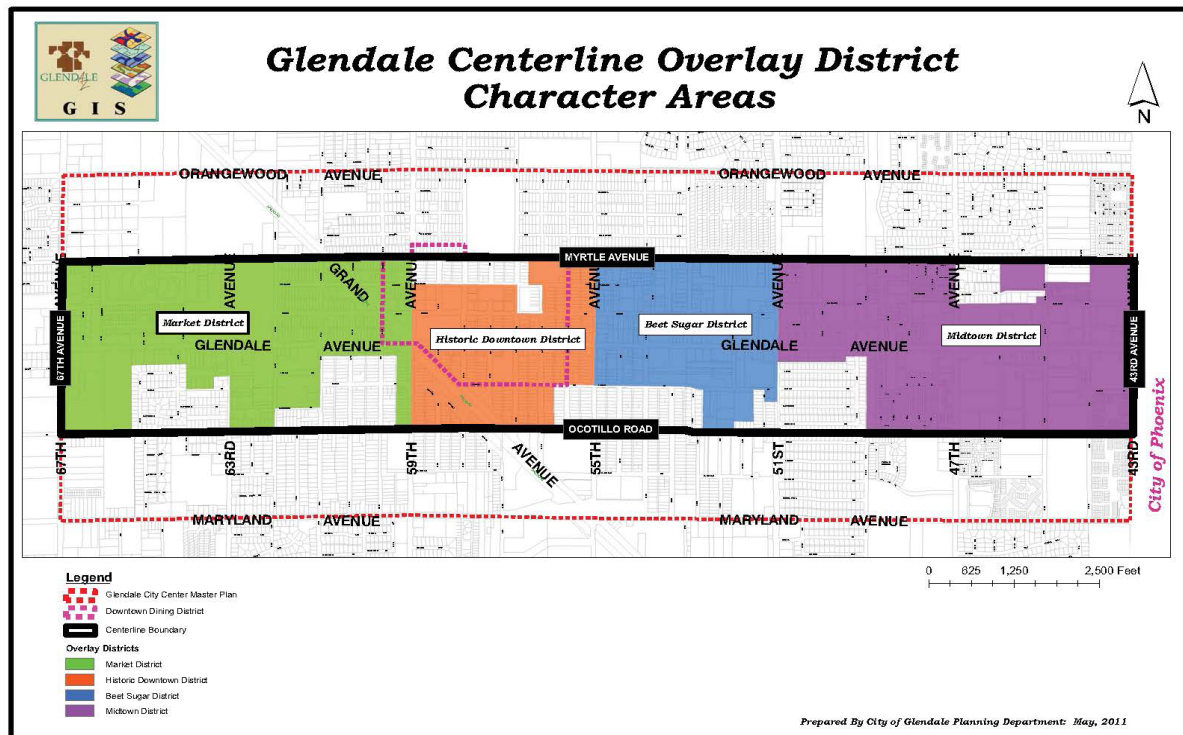 GLENDALE
G I S
Glendale Centerline Overlay District
Character Areas
N
ORANGEWOOD AVENUE ORANGEWOOD AVENUE
MYRTLE AVENUE
AVENUE AVENUE AVENUE AVENUE AVENUE
GRAND
67TH AVENUE
Market District
Historic Downtown District
Beet Sugar District
Midtown District
43RD AVENUE
GLENDALE AVENUE GLENDALE AVENUE
OCOTILLO ROAD
67TH 63RD 59TH 55TH 51ST 47TH 43RD
AVENUE
City of Phoenix
MARYLAND AVENUE MARYLAND AVENUE
0 625 1,250 2,500 Feet
Legend
Glendale City Center Master Plan
Downtown Dining District
Centerline Boundary
Overlay Districts
Market District
Historic Downtown District
Beet Sugar District
Midtown District
Prepared By City of Glendale Planning Department: May, 2011